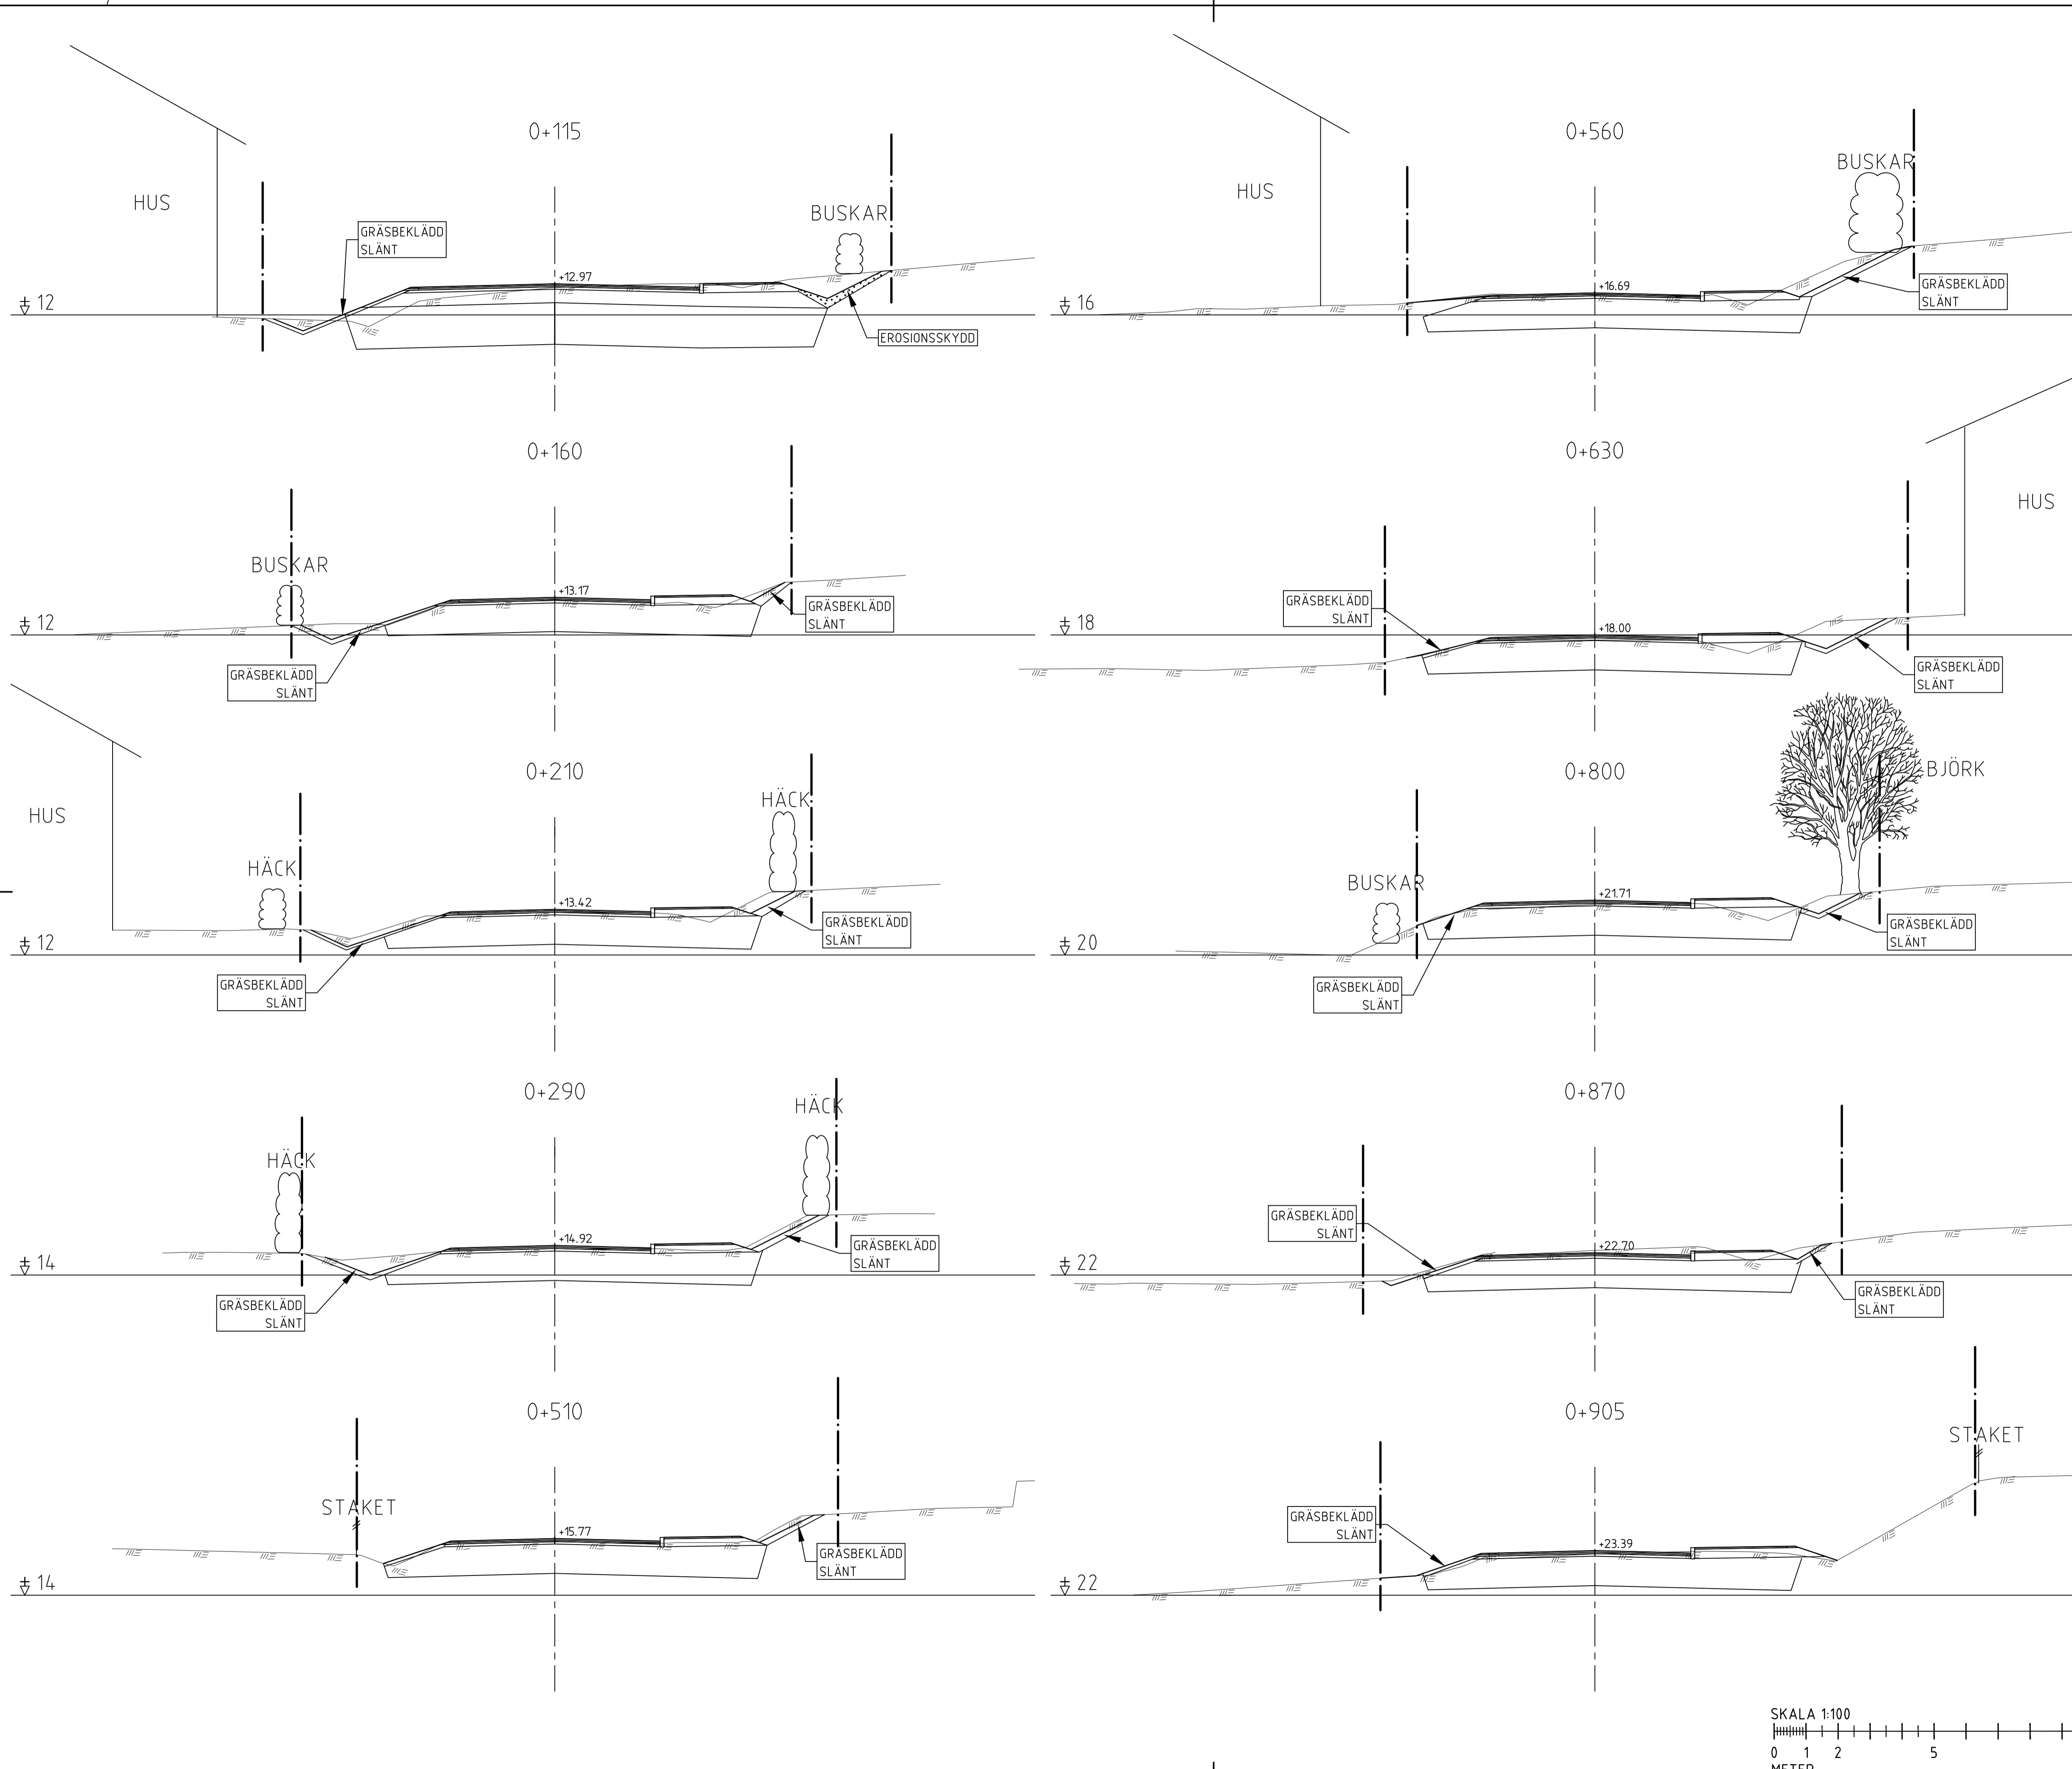 0+115
HUS
GRÄSBEKLÄDD
SLÄNT
BUSKAR
+12.97
± 12
EROSIONSSKYDD
0+160
BUSKAR
+13.17
± 12
GRÄSBEKLÄDD
SLÄNT
GRÄSBEKLÄDD
SLÄNT
0+210
HUS
HÄCK
HÄCK
+13.42
± 12
GRÄSBEKLÄDD
SLÄNT
GRÄSBEKLÄDD
SLÄNT
0+290
HÄCK
HÄCK
+14.92
± 14
GRÄSBEKLÄDD
SLÄNT
GRÄSBEKLÄDD
SLÄNT
0+510
STAKET
+15.77
± 14
GRÄSBEKLÄDD
SLÄNT
0+560
HUS
BUSKAR
+16.69
± 16
GRÄSBEKLÄDD
SLÄNT
0+630
HUS
GRÄSBEKLÄDD
SLÄNT
+18.00
± 18
GRÄSBEKLÄDD
SLÄNT
0+800
BJÖRK
BUSKAR
+21.71
± 20
GRÄSBEKLÄDD
SLÄNT
GRÄSBEKLÄDD
SLÄNT
0+870
GRÄSBEKLÄDD
SLÄNT
+22.70
± 22
GRÄSBEKLÄDD
SLÄNT
0+905
STAKET
GRÄSBEKLÄDD
SLÄNT
+23.39
± 22
SKALA 1:100
0 1 2 5
METER